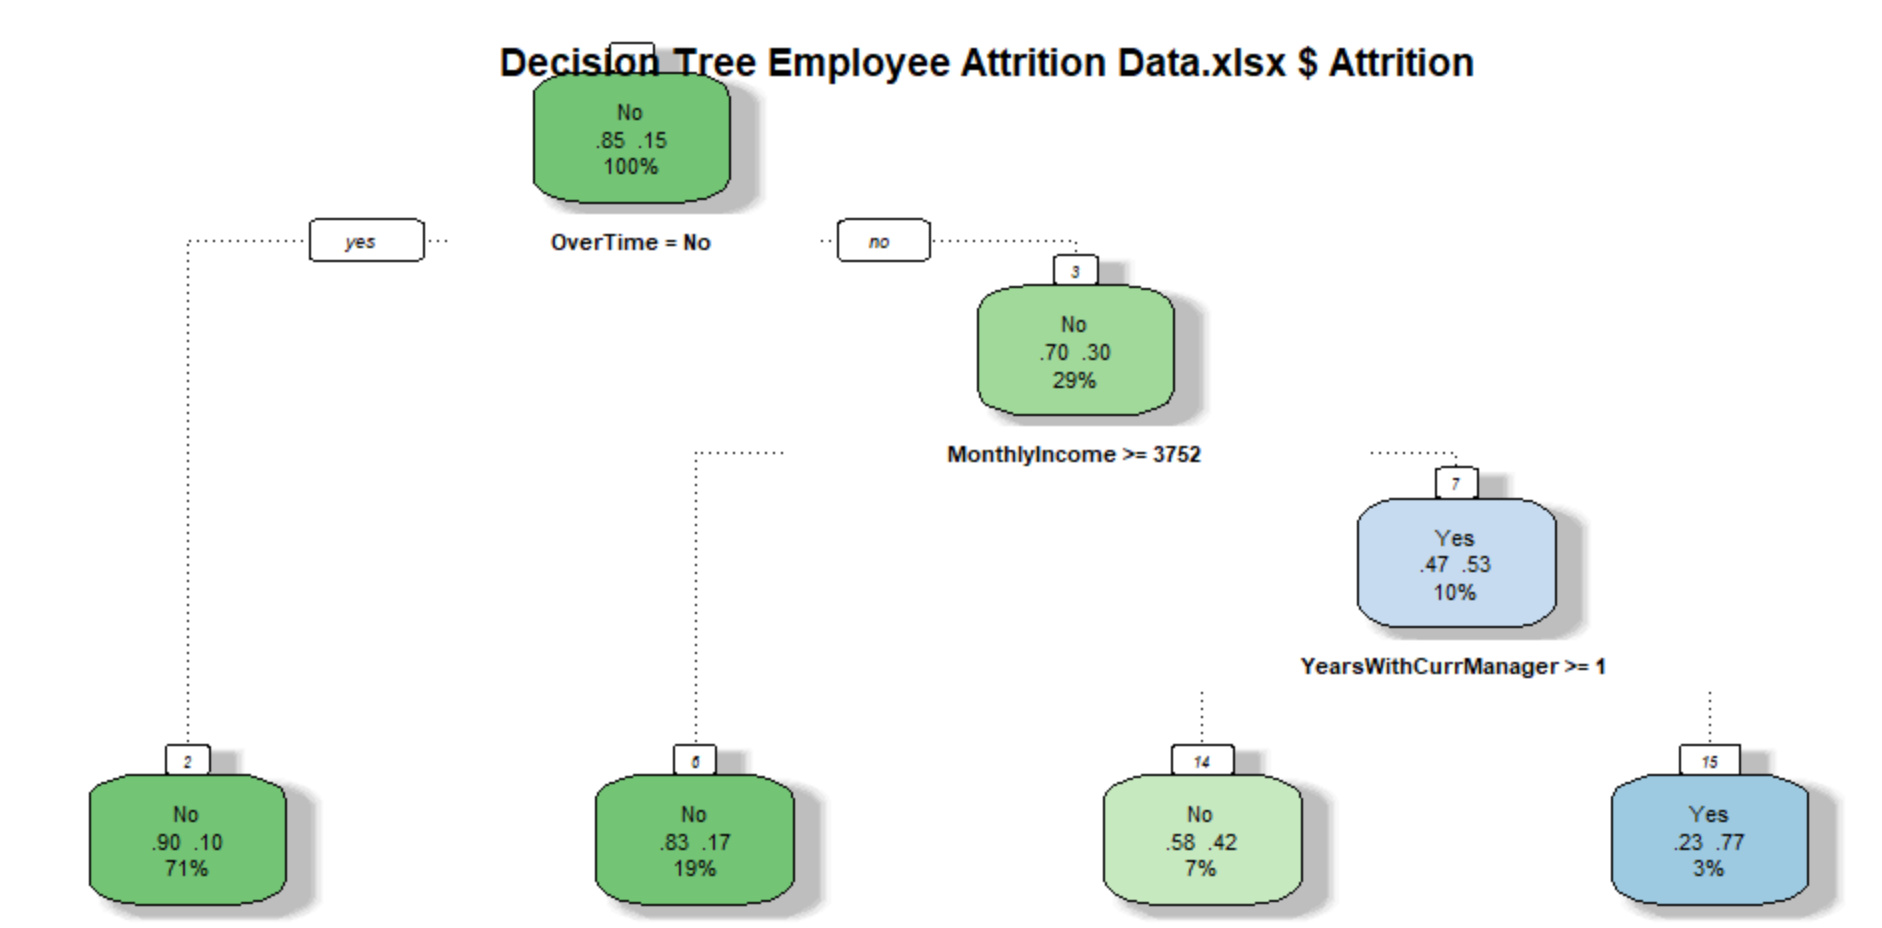 Decision Tree Employee Attrition Data.xlsx $ Attrition
No
.85 .15
100%
yes
OverTime = No
no
3
No
.70 .30
29%
MonthlyIncome >= 3752
7
Yes
.47 .53
10%
YearsWithCurrManager >= 1
2
No
.90 .10
71%
6
No
.83 .17
19%
14
No
.58 .42
7%
15
Yes
.23 .77
3%